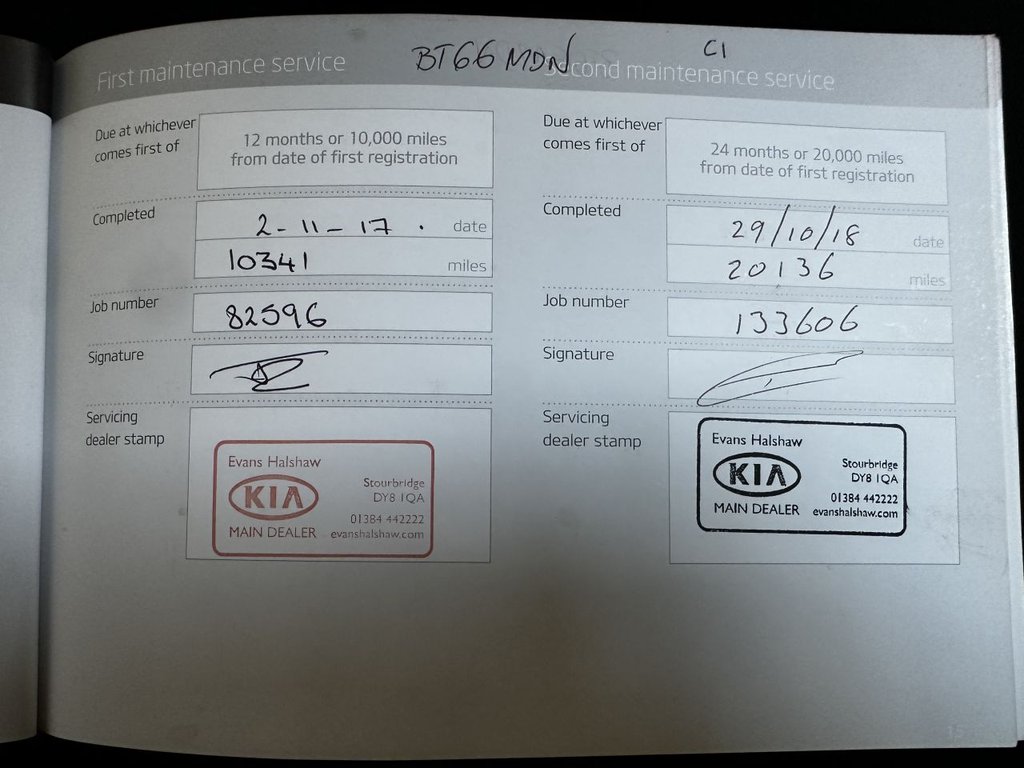 BT66 MDN
C1
First maintenance service
Due at whichever
comes first of
12 months or 10,000 miles
from date of first registration
Completed
2-11-17 . date
10341 miles
Job number
82596
Signature
Servicing
dealer stamp
Evans Halshaw
KIA
MAIN DEALER
Stourbridge
DY8 1QA
01384 442222
evanshalshaw.com
Second maintenance service
Due at whichever
comes first of
24 months or 20,000 miles
from date of first registration
Completed
29/10/18 date
20136 miles
Job number
133606
Signature
Servicing
dealer stamp
Evans Halshaw
KIA
MAIN DEALER
Stourbridge
DY8 1QA
01384 442222
evanshalshaw.com
15